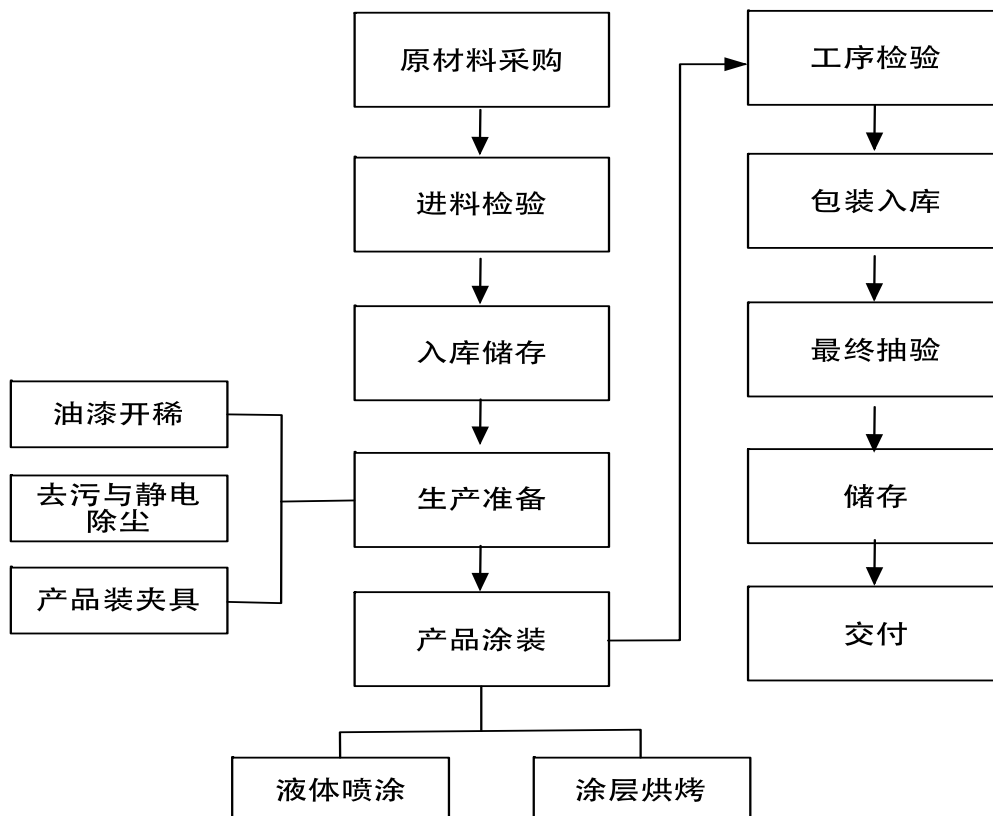 原材料采购
进料检验
入库储存
油漆开稀
去污与静电
除尘
产品装夹具
生产准备
产品涂装
液体喷涂
涂层烘烤
工序检验
包装入库
最终抽验
储存
交付